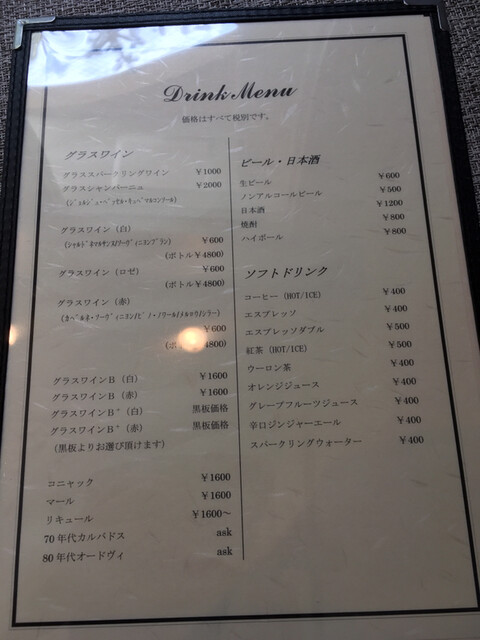 Drink Menu
価格はすべて税別です。
グラスワイン
グラススパークリングワイン ￥1000
グラスシャンパーニュ ￥2000
グラスワイン（白）
￥600
(ボトル￥4800)
グラスワイン（ロゼ） ￥600
(ボトル￥4800)
グラスワイン（赤）
￥600
(ボトル￥4800)
グラスワインB（白） ￥1600
グラスワインB（赤） ￥1600
グラスワインB⁺（白） 黒板価格
グラスワインB⁺（赤） 黒板価格
（黒板よりお選び頂けます）
コニャック ￥1600
マール ￥1600
リキュール ￥1600～
70年代カルバドス ask
80年代オードヴィ ask
ビール・日本酒
生ビール ￥600
ノンアルコールビール ￥500
日本酒 ￥1200
焼酎 ￥800
ハイボール ￥800
ソフトドリンク
コーヒー（HOT/ICE） ￥400
エスプレッソ ￥400
エスプレッソダブル ￥500
紅茶（HOT/ICE） ￥500
ウーロン茶 ￥400
オレンジジュース ￥400
グレープフルーツジュース ￥400
辛口ジンジャーエール ￥400
スパークリングウォーター ￥400